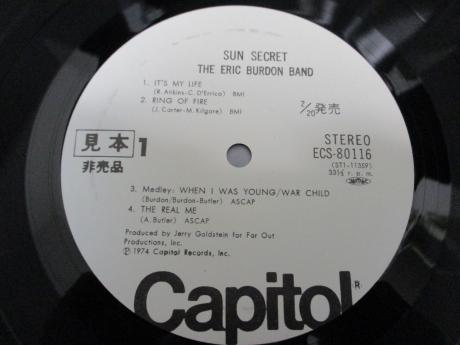 SUN SECRET
THE ERIC BURDON BAND
1. IT'S MY LIFE
(R. Atkins-C. D'Errico) BMI
2. RING OF FIRE
(J. Carter-M. Kilgore) BMI
2/20発売
見本 1
非売品
STEREO
ECS-80116
(ST1-11359)
33⅓ r. p. m.
3. Medley: WHEN I WAS YOUNG/WAR CHILD
(Burdon/Burdon-Butler) ASCAP
4. THE REAL ME
(A. Butler) ASCAP
Produced by Jerry Goldstein for Far Out
Productions, Inc.
Ⓟ1974 Capitol Records, Inc.
Capitol®